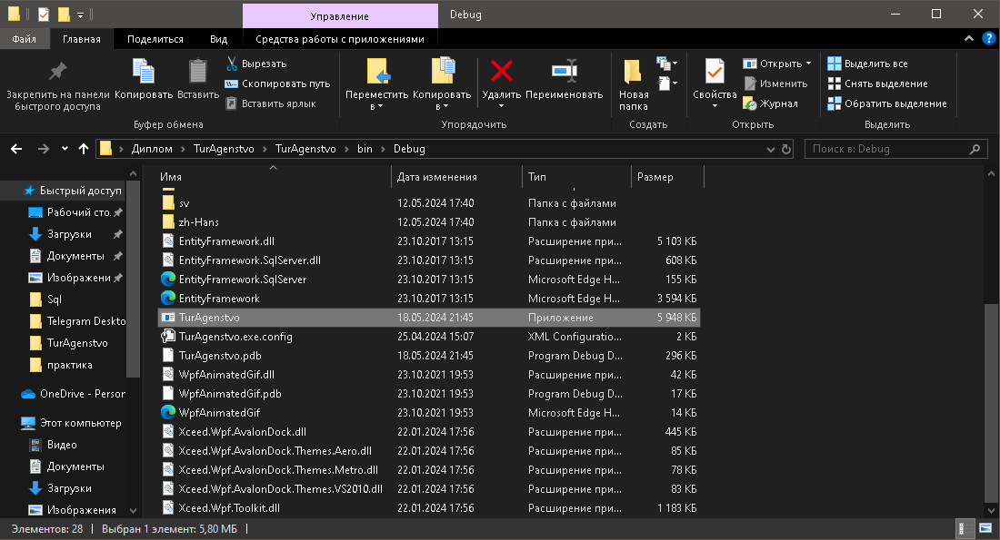 Управление
Debug
Файл
Главная
Поделиться
Вид
Средства работы с приложениями
Закрепить на панели быстрого доступа
Копировать
Вставить
Вырезать
Скопировать путь
Вставить ярлык
Буфер обмена
Переместить в
Копировать в
Удалить
Переименовать
Упорядочить
Новая папка
Создать
Свойства
Открыть
Изменить
Журнал
Открыть
Выделить все
Снять выделение
Обратить выделение
Выделить
Диплом > TurAgenstvo > TurAgenstvo > bin > Debug
Поиск в: Debug
Быстрый доступ
Рабочий сто.
Загрузки
Документы
Изображени
Sql
Telegram Deskto
TurAgenstvo
практика
OneDrive - Person
Этот компьютер
Видео
Документы
Загрузки
Изображения
Имя Дата изменения Тип Размер
sv 12.05.2024 17:40 Папка с файлами
zh-Hans 12.05.2024 17:40 Папка с файлами
EntityFramework.dll 23.10.2017 13:15 Расширение при... 5 103 КБ
EntityFramework.SqlServer.dll 23.10.2017 13:15 Расширение при... 608 КБ
EntityFramework.SqlServer 23.10.2017 13:15 Microsoft Edge H... 155 КБ
EntityFramework 23.10.2017 13:15 Microsoft Edge H... 3 594 КБ
TurAgenstvo 18.05.2024 21:45 Приложение 5 948 КБ
TurAgenstvo.exe.config 25.04.2024 15:07 XML Configuratio... 2 КБ
TurAgenstvo.pdb 18.05.2024 21:45 Program Debug D... 296 КБ
WpfAnimatedGif.dll 23.10.2021 19:53 Расширение при... 42 КБ
WpfAnimatedGif.pdb 23.10.2021 19:53 Program Debug D... 17 КБ
WpfAnimatedGif 23.10.2021 19:53 Microsoft Edge H... 14 КБ
Xceed.Wpf.AvalonDock.dll 22.01.2024 17:56 Расширение при... 445 КБ
Xceed.Wpf.AvalonDock.Themes.Aero.dll 22.01.2024 17:56 Расширение при... 85 КБ
Xceed.Wpf.AvalonDock.Themes.Metro.dll 22.01.2024 17:56 Расширение при... 78 КБ
Xceed.Wpf.AvalonDock.Themes.VS2010.dll 22.01.2024 17:56 Расширение при... 83 КБ
Xceed.Wpf.Toolkit.dll 22.01.2024 17:56 Расширение при... 1 183 КБ
Элементов: 28 | Выбран 1 элемент: 5,80 МБ |